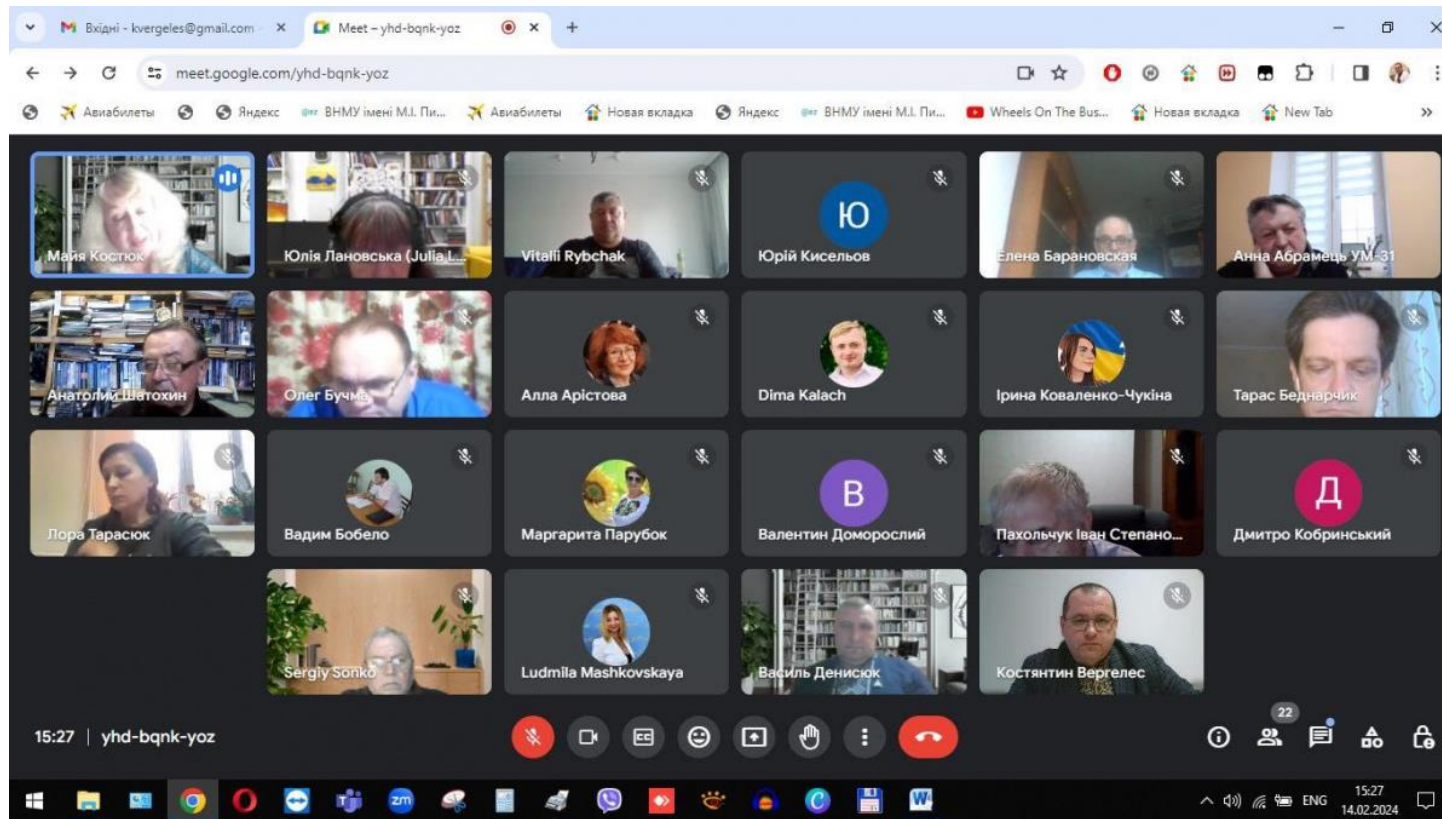 Вхідні - kvergeles@gmail.com
Meet – yhd-bqnk-yoz
meet.google.com/yhd-bqnk-yoz
Авиабилеты Яндекс ВНМУ імені М.І. Пи... Авиабилеты Новая вкладка Яндекс ВНМУ імені М.І. Пи... Wheels On The Bus... Новая вкладка New Tab
Майя Костюк
Юлія Лановська (Julia L...
Vitalii Rybchak
Ю
Юрій Кисельов
Елена Барановская
Анна Абрамець УМ-31
Анатолий Шатохин
Олег Бучма
Алла Арістова
Dima Kalach
Ірина Коваленко-Чукіна
Тарас Беднарчик
Лора Тарасюк
Вадим Бобело
Маргарита Парубок
В
Валентин Доморослий
Пахольчук Іван Степано...
Д
Дмитро Кобринський
Sergiy Sonko
Ludmila Mashkovskaya
Василь Денисюк
Костянтин Вергелес
15:27 | yhd-bqnk-yoz
22
ENG
15:27
14.02.2024